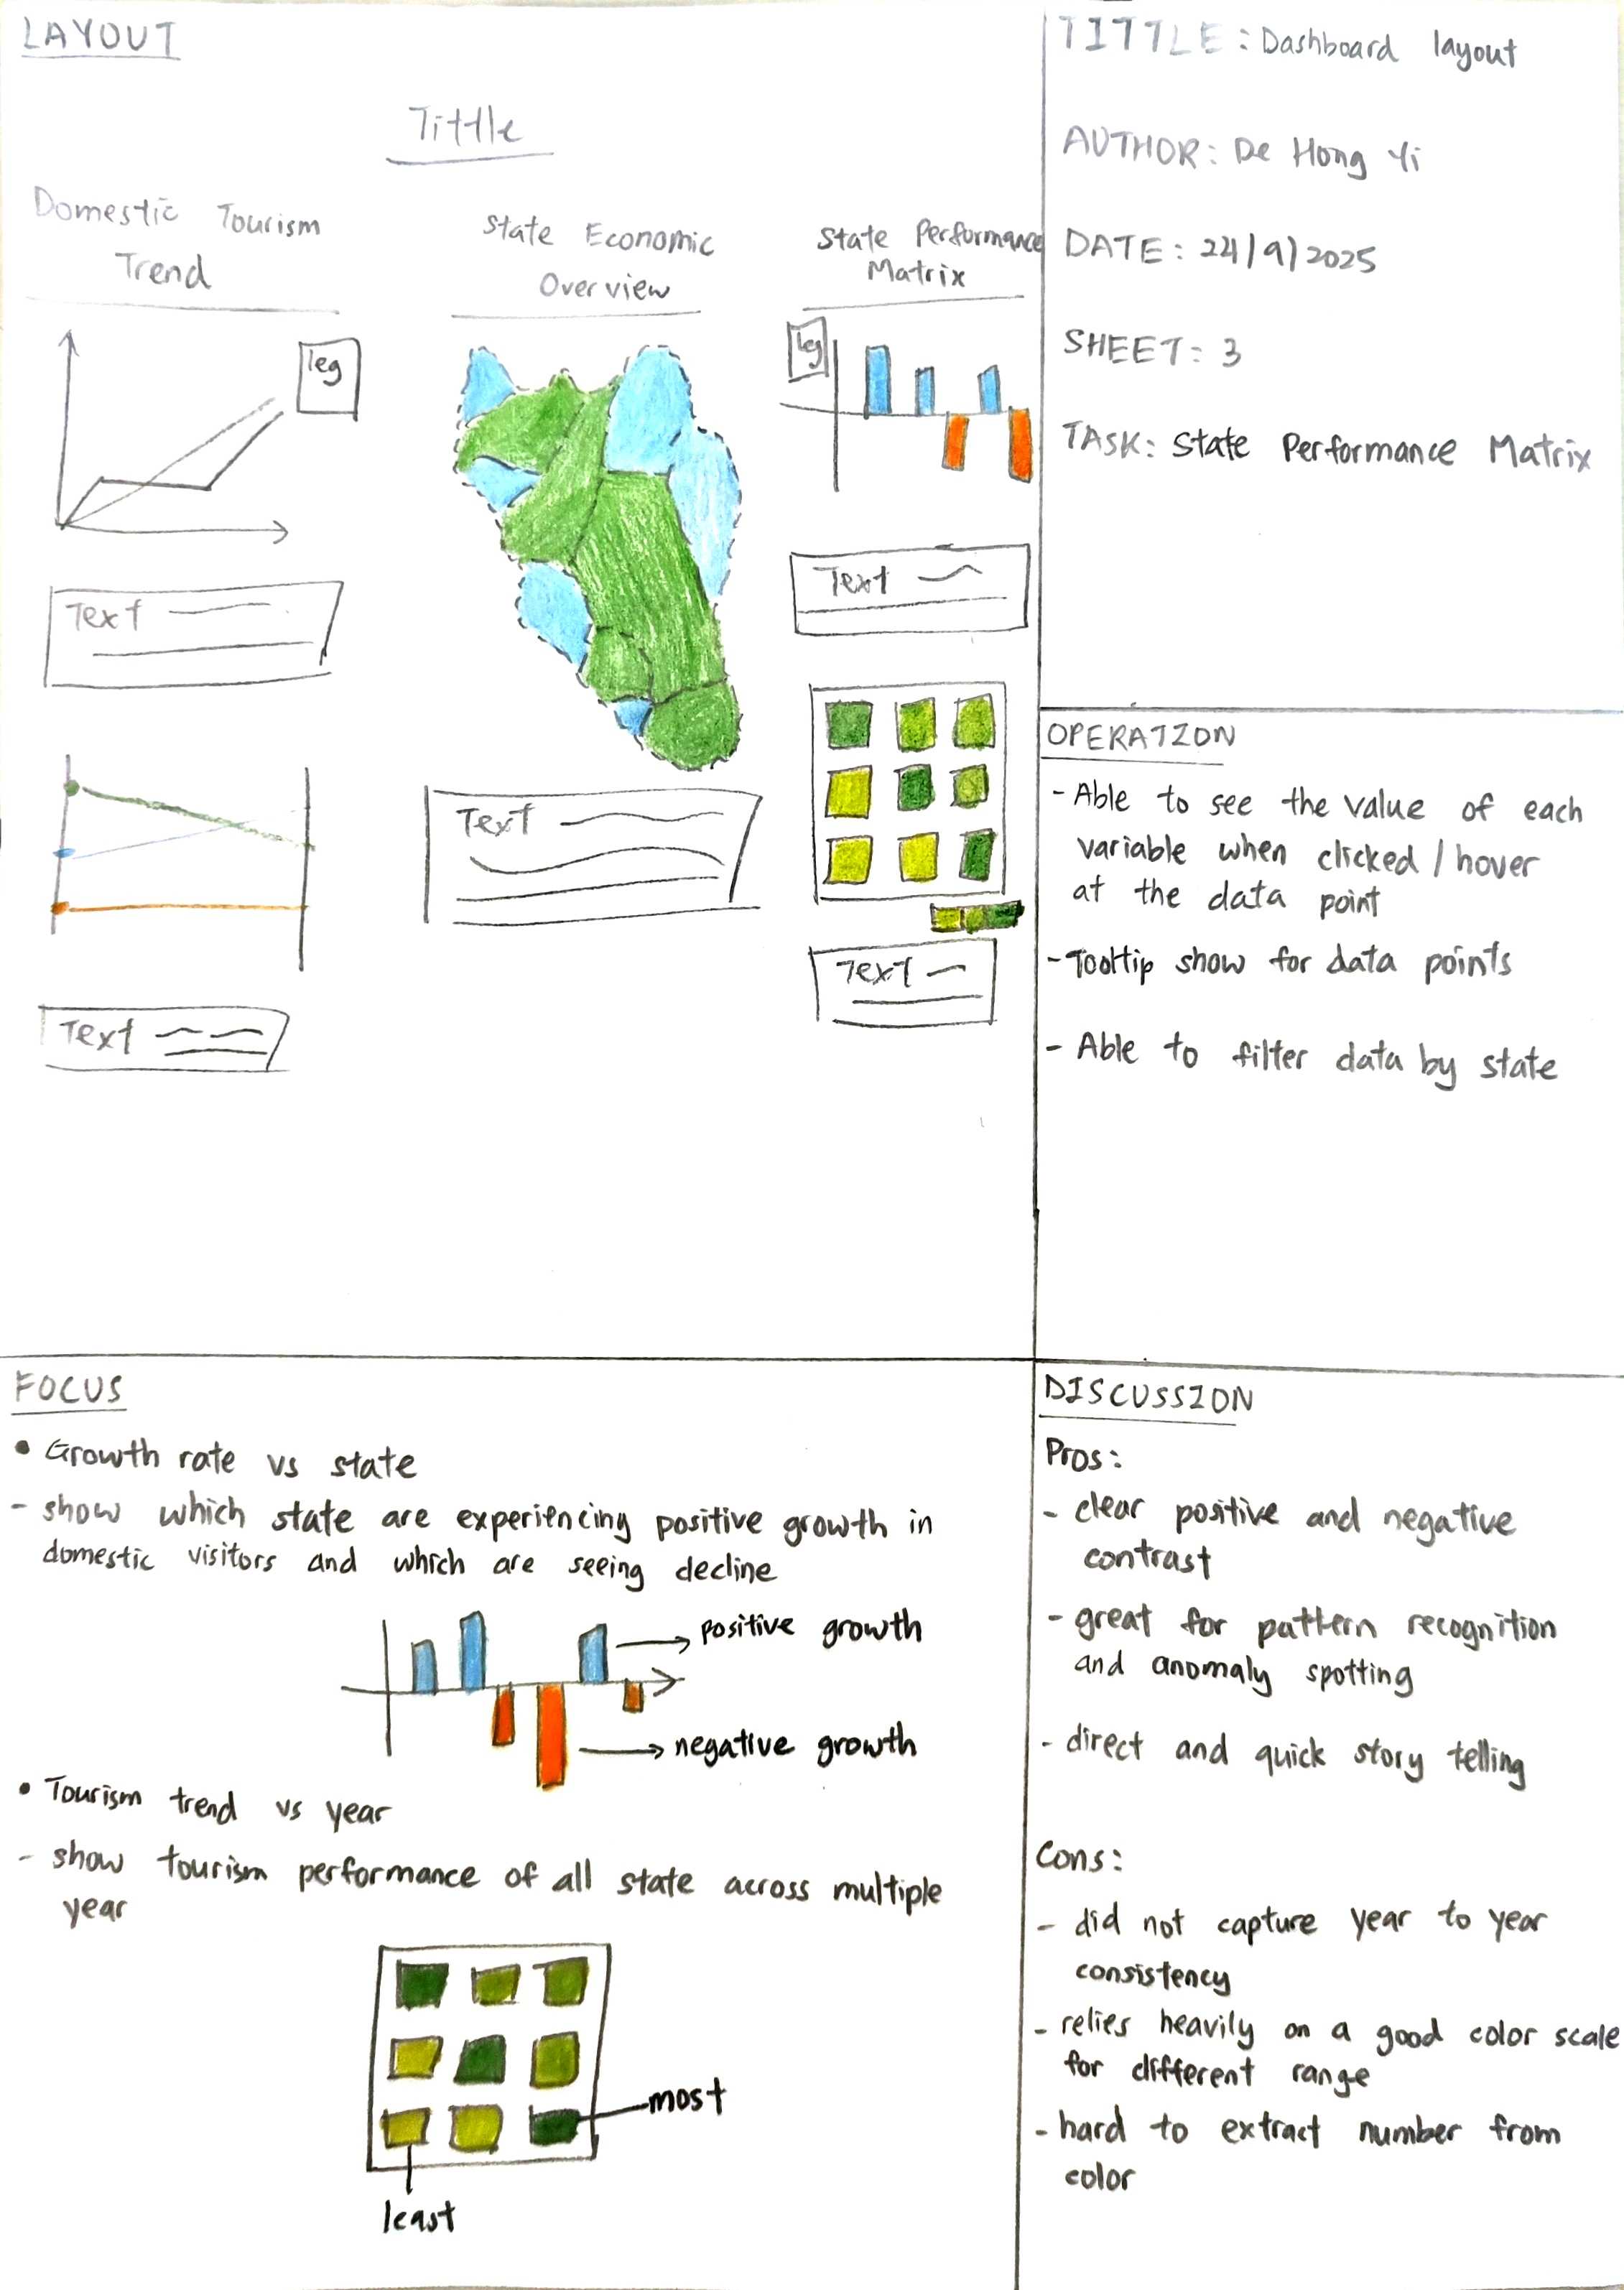 LAYOUT
Tittle
Domestic Tourism
Trend
leg
Text
Text
State Economic
Overview
Text
State Performance
Matrix
leg
Text
Text
TITTLE: Dashboard layout
AUTHOR: De Hong Yi
DATE: 24/9/2025
SHEET: 3
TASK: State Performance Matrix
OPERATION
- Able to see the value of each
variable when clicked / hover
at the data point
- Tooltip show for data points
- Able to filter data by state
FOCUS
• Growth rate vs state
- show which state are experiencing positive growth in
domestic visitors and which are seeing decline
positive growth
negative growth
• Tourism trend vs year
- show tourism performance of all state across multiple
year
most
least
DISCUSSION
Pros:
- clear positive and negative
contrast
- great for pattern recognition
and anomaly spotting
- direct and quick story telling
Cons:
- did not capture year to year
consistency
- relies heavily on a good color scale
for different range
- hard to extract number from
color